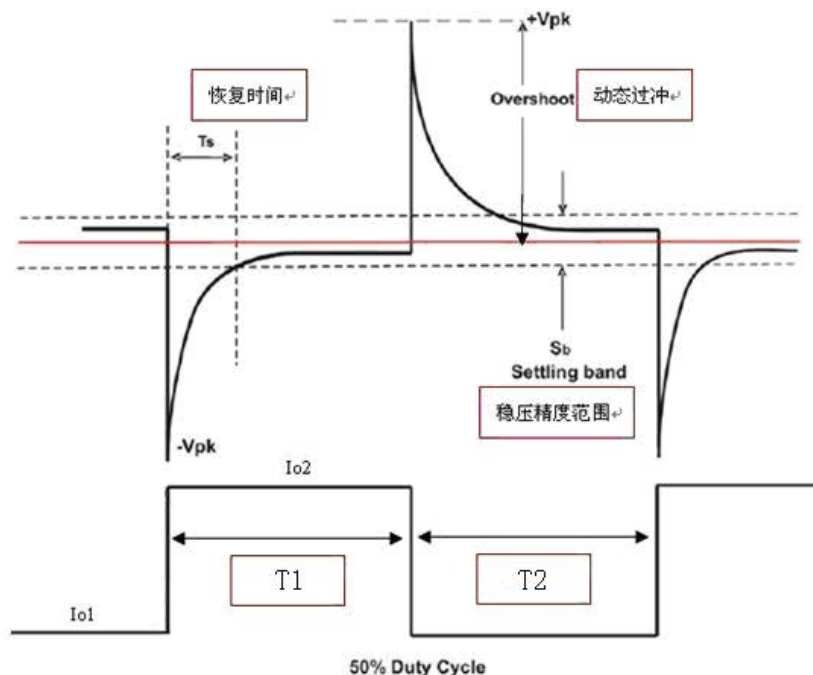 +Vpk
恢复时间
Overshoot
动态过冲
Ts
Sb
Settling band
稳压精度范围
-Vpk
Io2
T1
T2
Io1
50% Duty Cycle